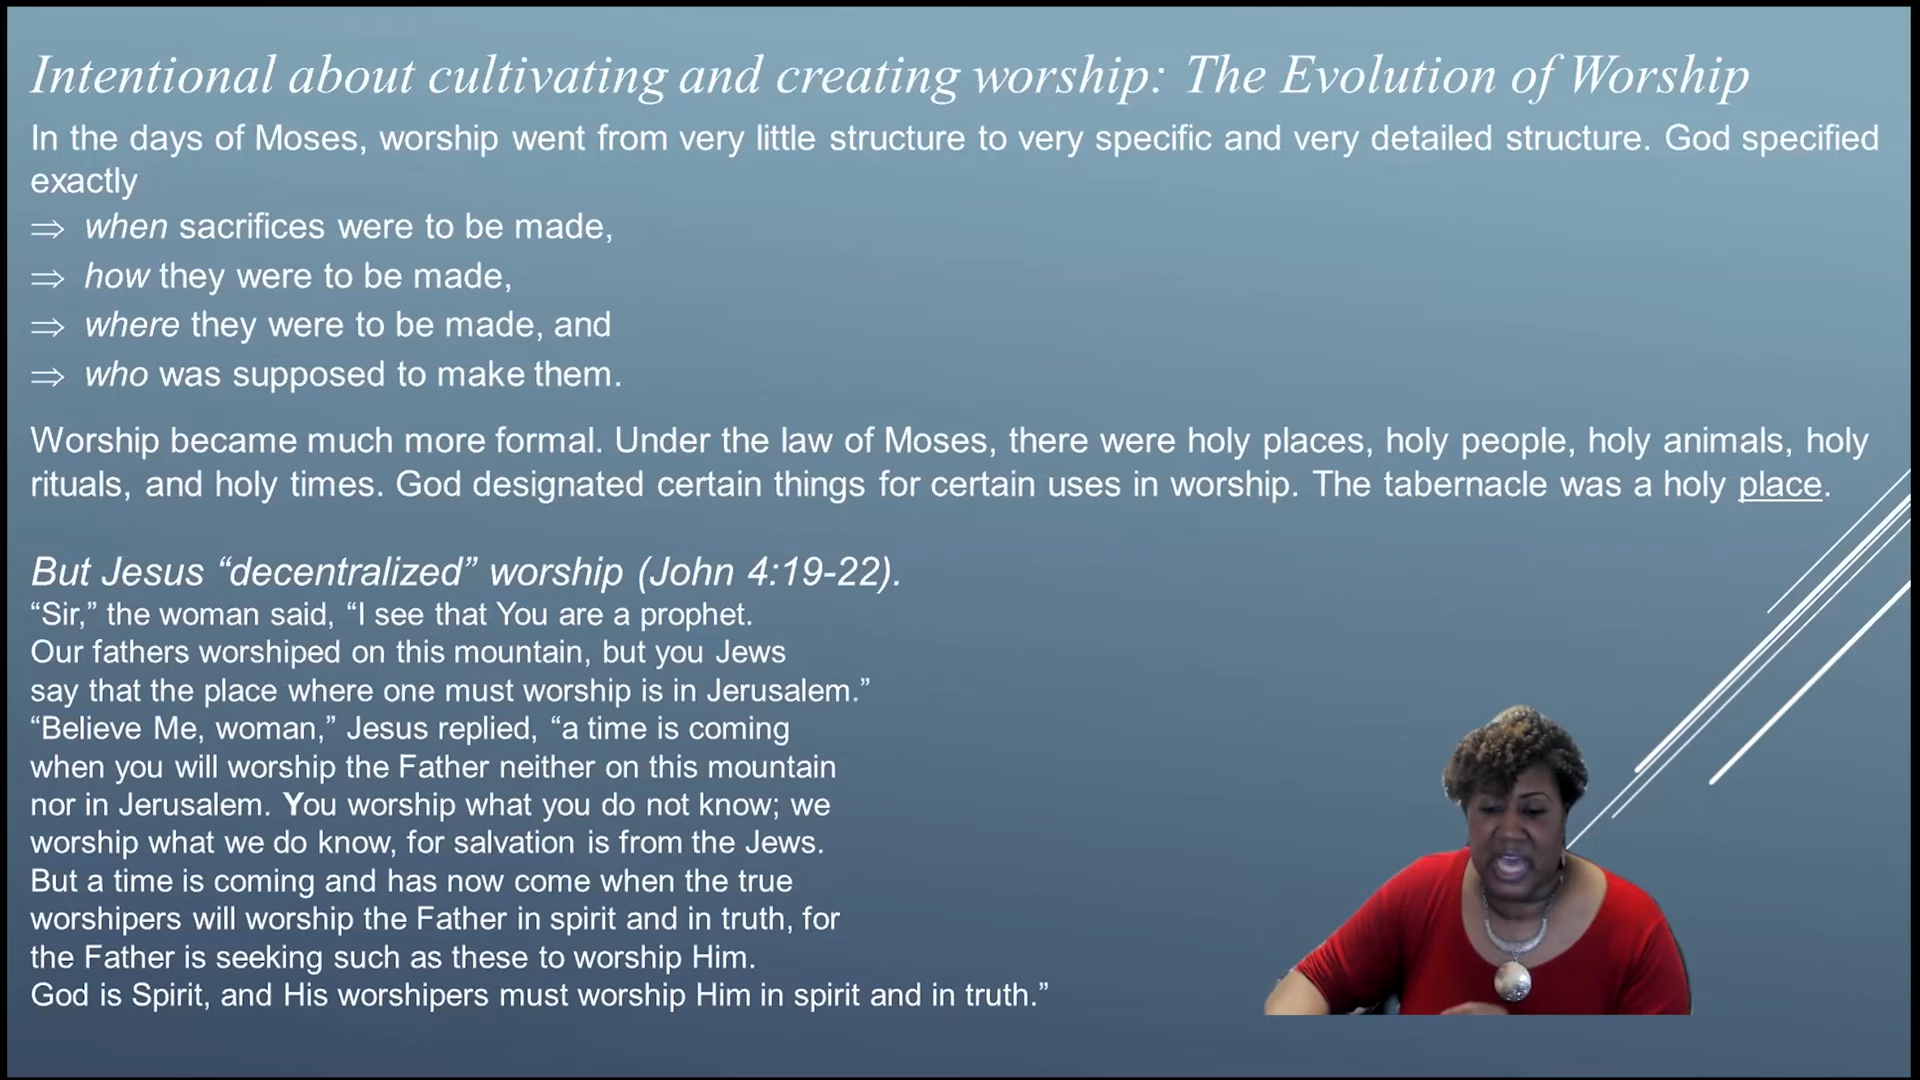 Intentional about cultivating and creating worship: The Evolution of Worship
In the days of Moses, worship went from very little structure to very specific and very detailed structure. God specified
exactly
⇒ when sacrifices were to be made,
⇒ how they were to be made,
⇒ where they were to be made, and
⇒ who was supposed to make them.
Worship became much more formal. Under the law of Moses, there were holy places, holy people, holy animals, holy
rituals, and holy times. God designated certain things for certain uses in worship. The tabernacle was a holy place.
But Jesus “decentralized” worship (John 4:19-22).
“Sir,” the woman said, “I see that You are a prophet.
Our fathers worshiped on this mountain, but you Jews
say that the place where one must worship is in Jerusalem.”
“Believe Me, woman,” Jesus replied, “a time is coming
when you will worship the Father neither on this mountain
nor in Jerusalem. You worship what you do not know; we
worship what we do know, for salvation is from the Jews.
But a time is coming and has now come when the true
worshipers will worship the Father in spirit and in truth, for
the Father is seeking such as these to worship Him.
God is Spirit, and His worshipers must worship Him in spirit and in truth.”